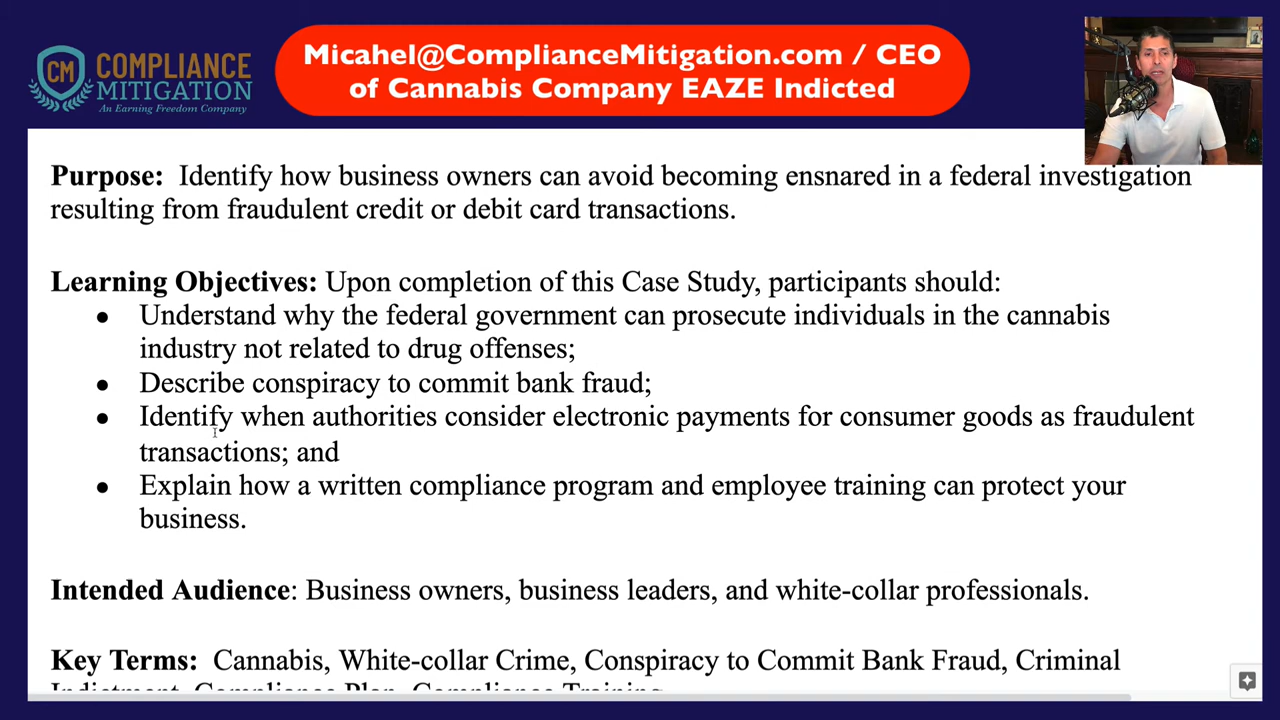 CM
COMPLIANCE
MITIGATION
An Earning Freedom Company
Micahel@ComplianceMitigation.com / CEO
of Cannabis Company EAZE Indicted
Purpose: Identify how business owners can avoid becoming ensnared in a federal investigation
resulting from fraudulent credit or debit card transactions.
Learning Objectives: Upon completion of this Case Study, participants should:
● Understand why the federal government can prosecute individuals in the cannabis
industry not related to drug offenses;
● Describe conspiracy to commit bank fraud;
● Identify when authorities consider electronic payments for consumer goods as fraudulent
transactions; and
● Explain how a written compliance program and employee training can protect your
business.
Intended Audience: Business owners, business leaders, and white-collar professionals.
Key Terms: Cannabis, White-collar Crime, Conspiracy to Commit Bank Fraud, Criminal
Indictment, Compliance Plan, Compliance Training